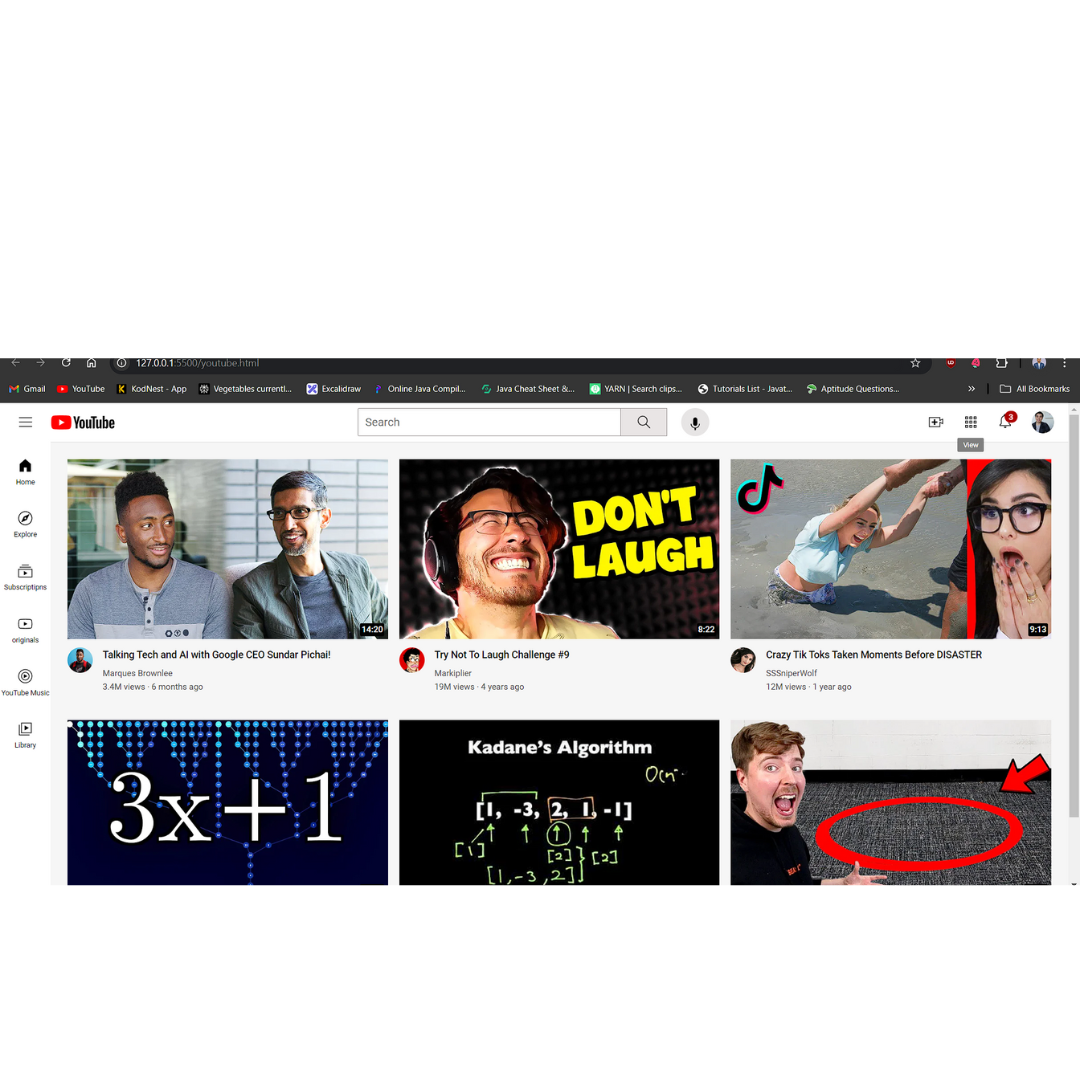 127.0.0.1:5500/youtube.html
Gmail YouTube KodNest - App Vegetables currentl... Excalidraw Online Java Compil... Java Cheat Sheet &... YARN | Search clips... Tutorials List - Javat... Aptitude Questions... » All Bookmarks
YouTube Search 3
View
Home
Explore
Subscriptipns
originals
YouTube Music
Library
14:20
Talking Tech and AI with Google CEO Sundar Pichai!
Marques Brownlee
3.4M views · 6 months ago
DON'T
LAUGH
8:22
Try Not To Laugh Challenge #9
Markiplier
19M views · 4 years ago
9:13
Crazy Tik Toks Taken Moments Before DISASTER
SSSniperWolf
12M views · 1 year ago
3x+1
Kadane's Algorithm
[1, -3, 2, 1, -1]
[1]
[2] [2]
[1,-3,2]